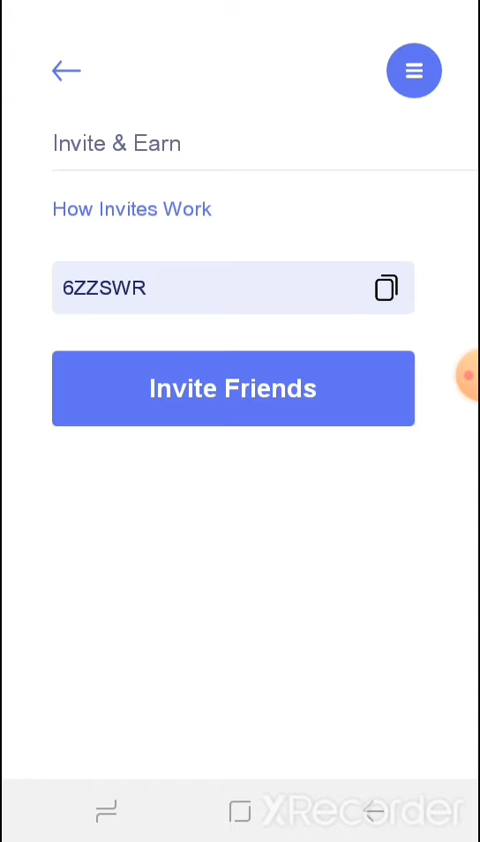 Invite & Earn
How Invites Work
6ZZSWR
Invite Friends
XRecorder